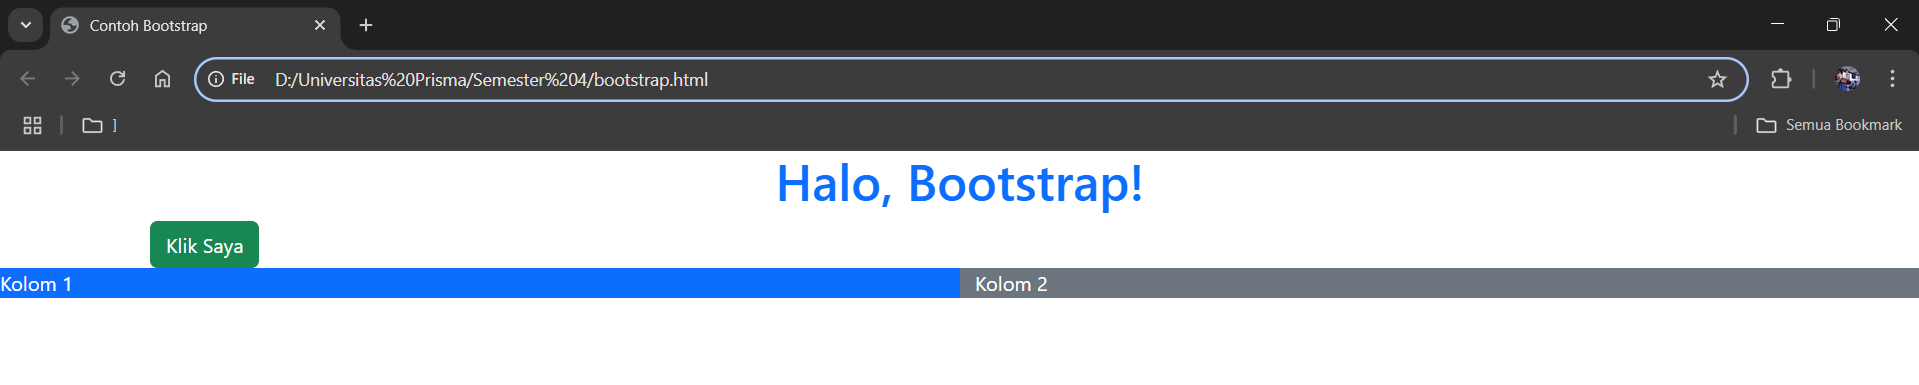 Contoh Bootstrap
File D:/Universitas%20Prisma/Semester%204/bootstrap.html
] Semua Bookmark
Halo, Bootstrap!
Klik Saya
Kolom 1 Kolom 2